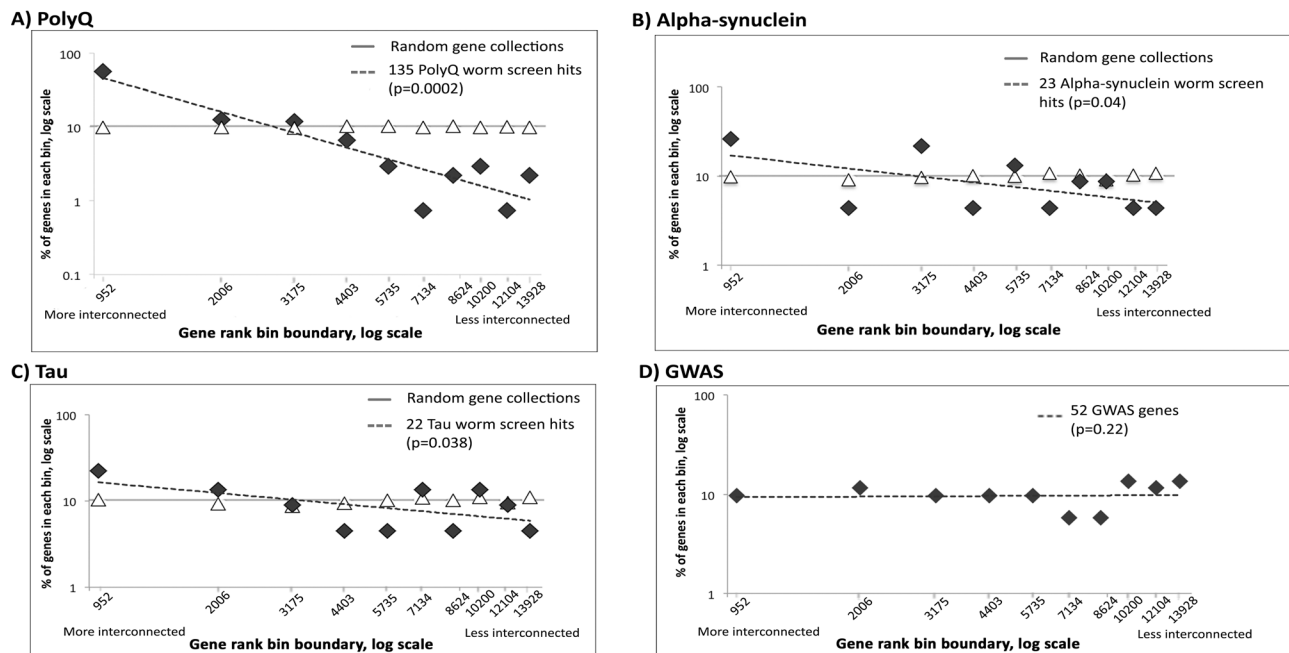 A) PolyQ
Random gene collections
135 PolyQ worm screen hits
(p=0.0002)
% of genes in each bin, log scale
100
10
1
0.1
952
2006
3175
4403
5735
7134
8624
10200
12104
13928
More interconnected
Less interconnected
Gene rank bin boundary, log scale
B) Alpha-synuclein
Random gene collections
23 Alpha-synuclein worm screen
hits (p=0.04)
% of genes in each bin, log scale
100
10
1
952
2006
3175
4403
5735
7134
8624
10200
12104
13928
More interconnected
Less interconnected
Gene rank bin boundary, log scale
C) Tau
Random gene collections
22 Tau worm screen hits
(p=0.038)
% of genes in each bin, log scale
100
10
1
952
2006
3175
4403
5735
7134
8624
10200
12104
13928
More interconnected
Less interconnected
Gene rank bin boundary, log scale
D) GWAS
52 GWAS genes
(p=0.22)
% of genes in each bin, log scale
100
10
1
952
2006
3175
4403
5735
7134
8624
10200
12104
13928
More interconnected
Less interconnected
Gene rank bin boundary, log scale